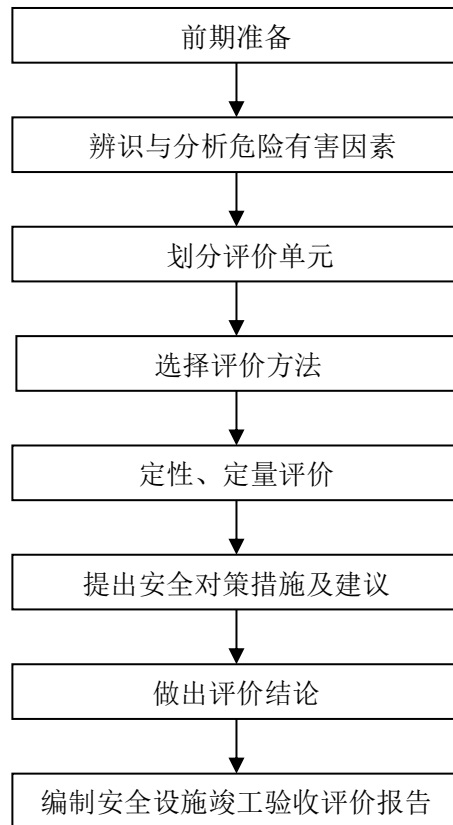 前期准备
辨识与分析危险有害因素
划分评价单元
选择评价方法
定性、定量评价
提出安全对策措施及建议
做出评价结论
编制安全设施竣工验收评价报告